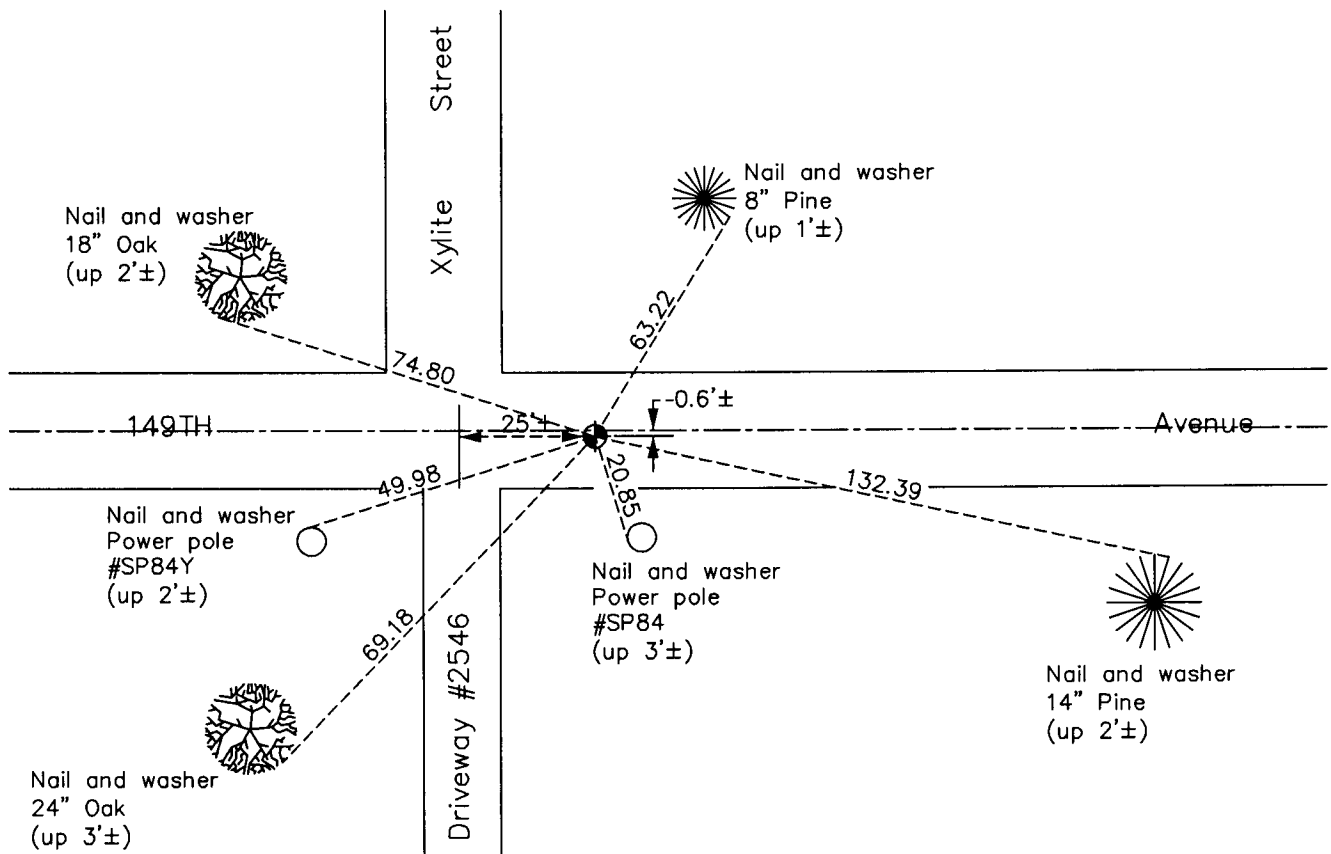 Xylite Street
Nail and washer
8" Pine
(up 1'±)
Nail and washer
18" Oak
(up 2'±)
63.22
74.80
-0.6'±
25'±
149TH
Avenue
49.98
20.85
132.39
Nail and washer
Power pole
#SP84Y
(up 2'±)
Nail and washer
Power pole
#SP84
(up 3'±)
69.18
Driveway #2546
Nail and washer
14" Pine
(up 2'±)
Nail and washer
24" Oak
(up 3'±)